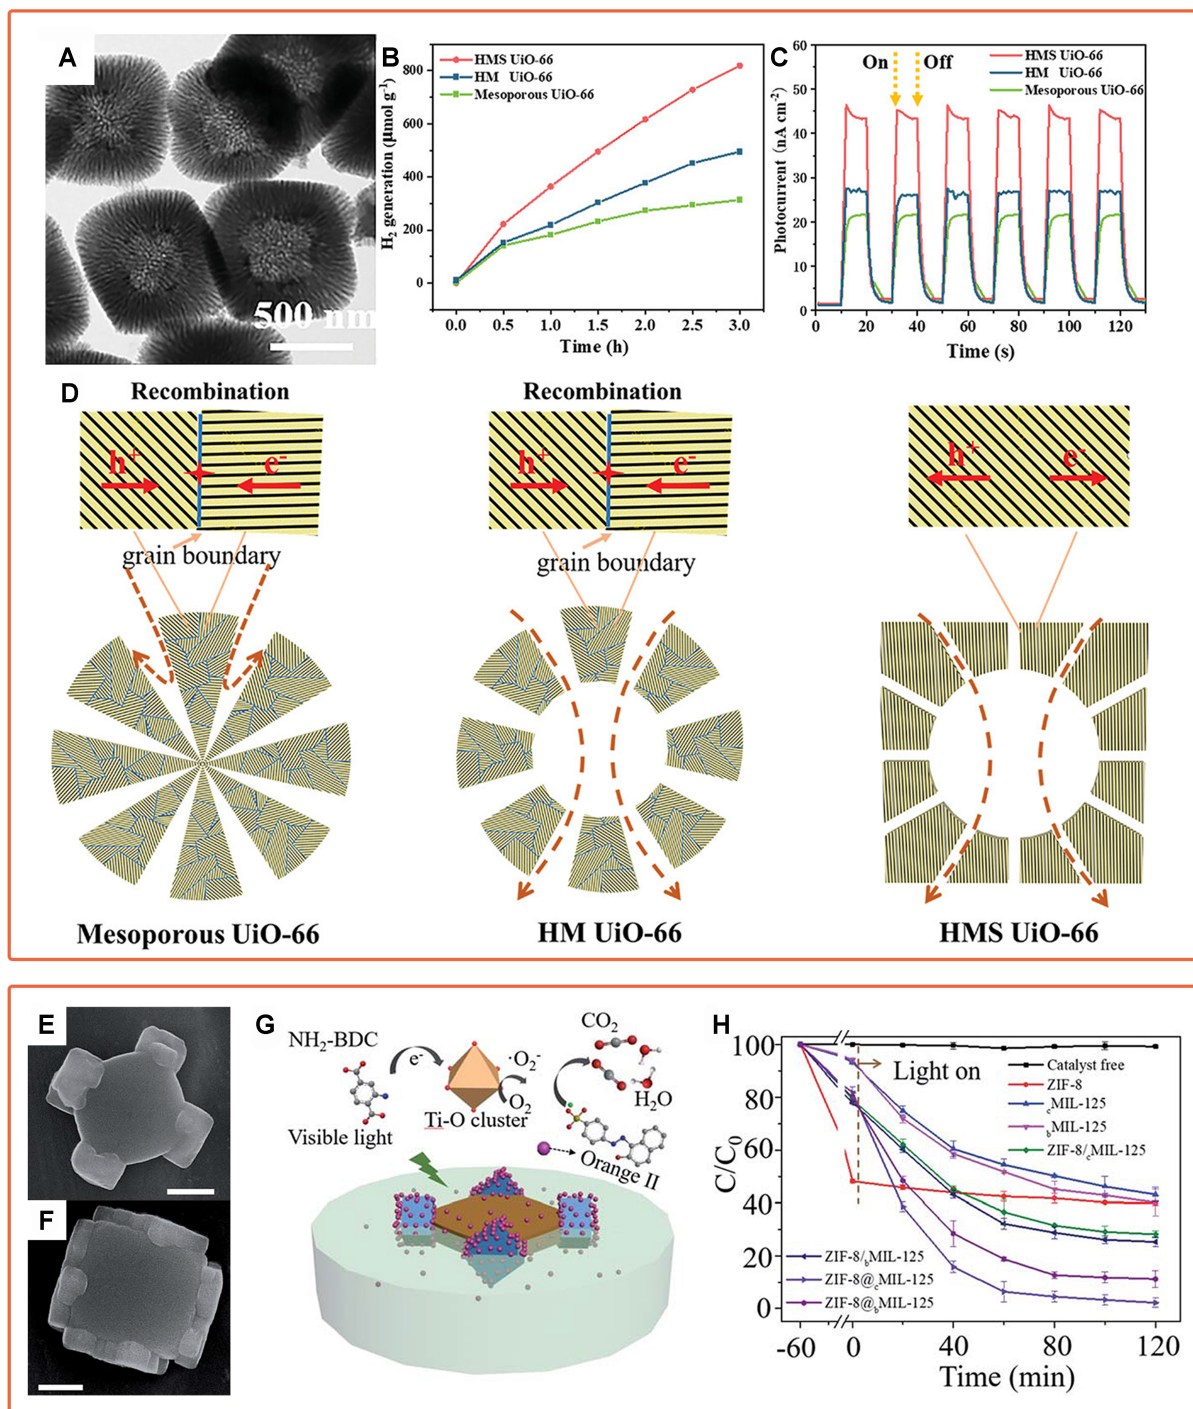 A
500 nm
B
HMS UiO-66
HM UiO-66
Mesoporous UiO-66
H₂ generation (μmol g⁻¹)
800
600
400
200
0
0.0 0.5 1.0 1.5 2.0 2.5 3.0
Time (h)
C
On Off
HMS UiO-66
HM UiO-66
Mesoporous UiO-66
Photocurrent (nA cm⁻²)
60
50
40
30
20
10
0
0 20 40 60 80 100 120
Time (s)
D
Recombination
h⁺ e⁻
grain boundary
Mesoporous UiO-66
Recombination
h⁺ e⁻
grain boundary
HM UiO-66
h⁺ e⁻
HMS UiO-66
E
F
G
NH₂-BDC
Visible light
e⁻
Ti-O cluster
·O₂⁻
O₂
CO₂
H₂O
Orange II
H
Light on
Catalyst free
ZIF-8
cMIL-125
bMIL-125
ZIF-8/cMIL-125
ZIF-8/bMIL-125
ZIF-8@cMIL-125
ZIF-8@bMIL-125
C/C₀
100
80
60
40
20
0
-60 0 40 80 120
Time (min)